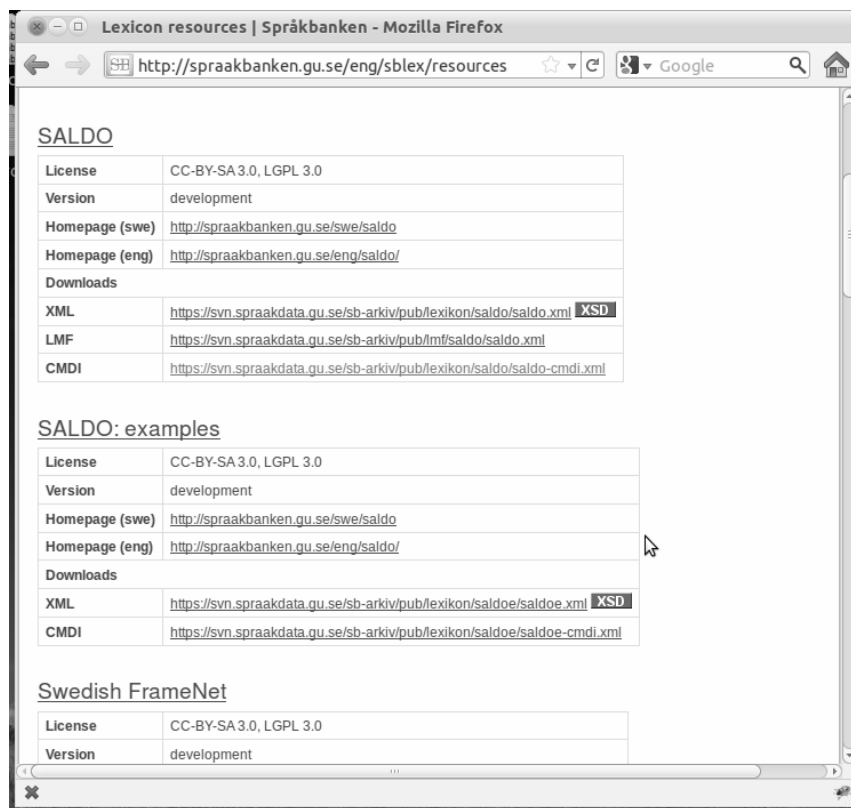 Lexicon resources | Språkbanken - Mozilla Firefox
SB http://spraakbanken.gu.se/eng/sblex/resources Google
SALDO
License CC-BY-SA 3.0, LGPL 3.0
Version development
Homepage (swe) http://spraakbanken.gu.se/swe/saldo
Homepage (eng) http://spraakbanken.gu.se/eng/saldo/
Downloads
XML https://svn.spraakdata.gu.se/sb-arkiv/pub/lexikon/saldo/saldo.xml XSD
LMF https://svn.spraakdata.gu.se/sb-arkiv/pub/lmf/saldo/saldo.xml
CMDI https://svn.spraakdata.gu.se/sb-arkiv/pub/lexikon/saldo/saldo-cmdi.xml
SALDO: examples
License CC-BY-SA 3.0, LGPL 3.0
Version development
Homepage (swe) http://spraakbanken.gu.se/swe/saldo
Homepage (eng) http://spraakbanken.gu.se/eng/saldo/
Downloads
XML https://svn.spraakdata.gu.se/sb-arkiv/pub/lexikon/saldoe/saldoe.xml XSD
CMDI https://svn.spraakdata.gu.se/sb-arkiv/pub/lexikon/saldoe/saldoe-cmdi.xml
Swedish FrameNet
License CC-BY-SA 3.0, LGPL 3.0
Version development